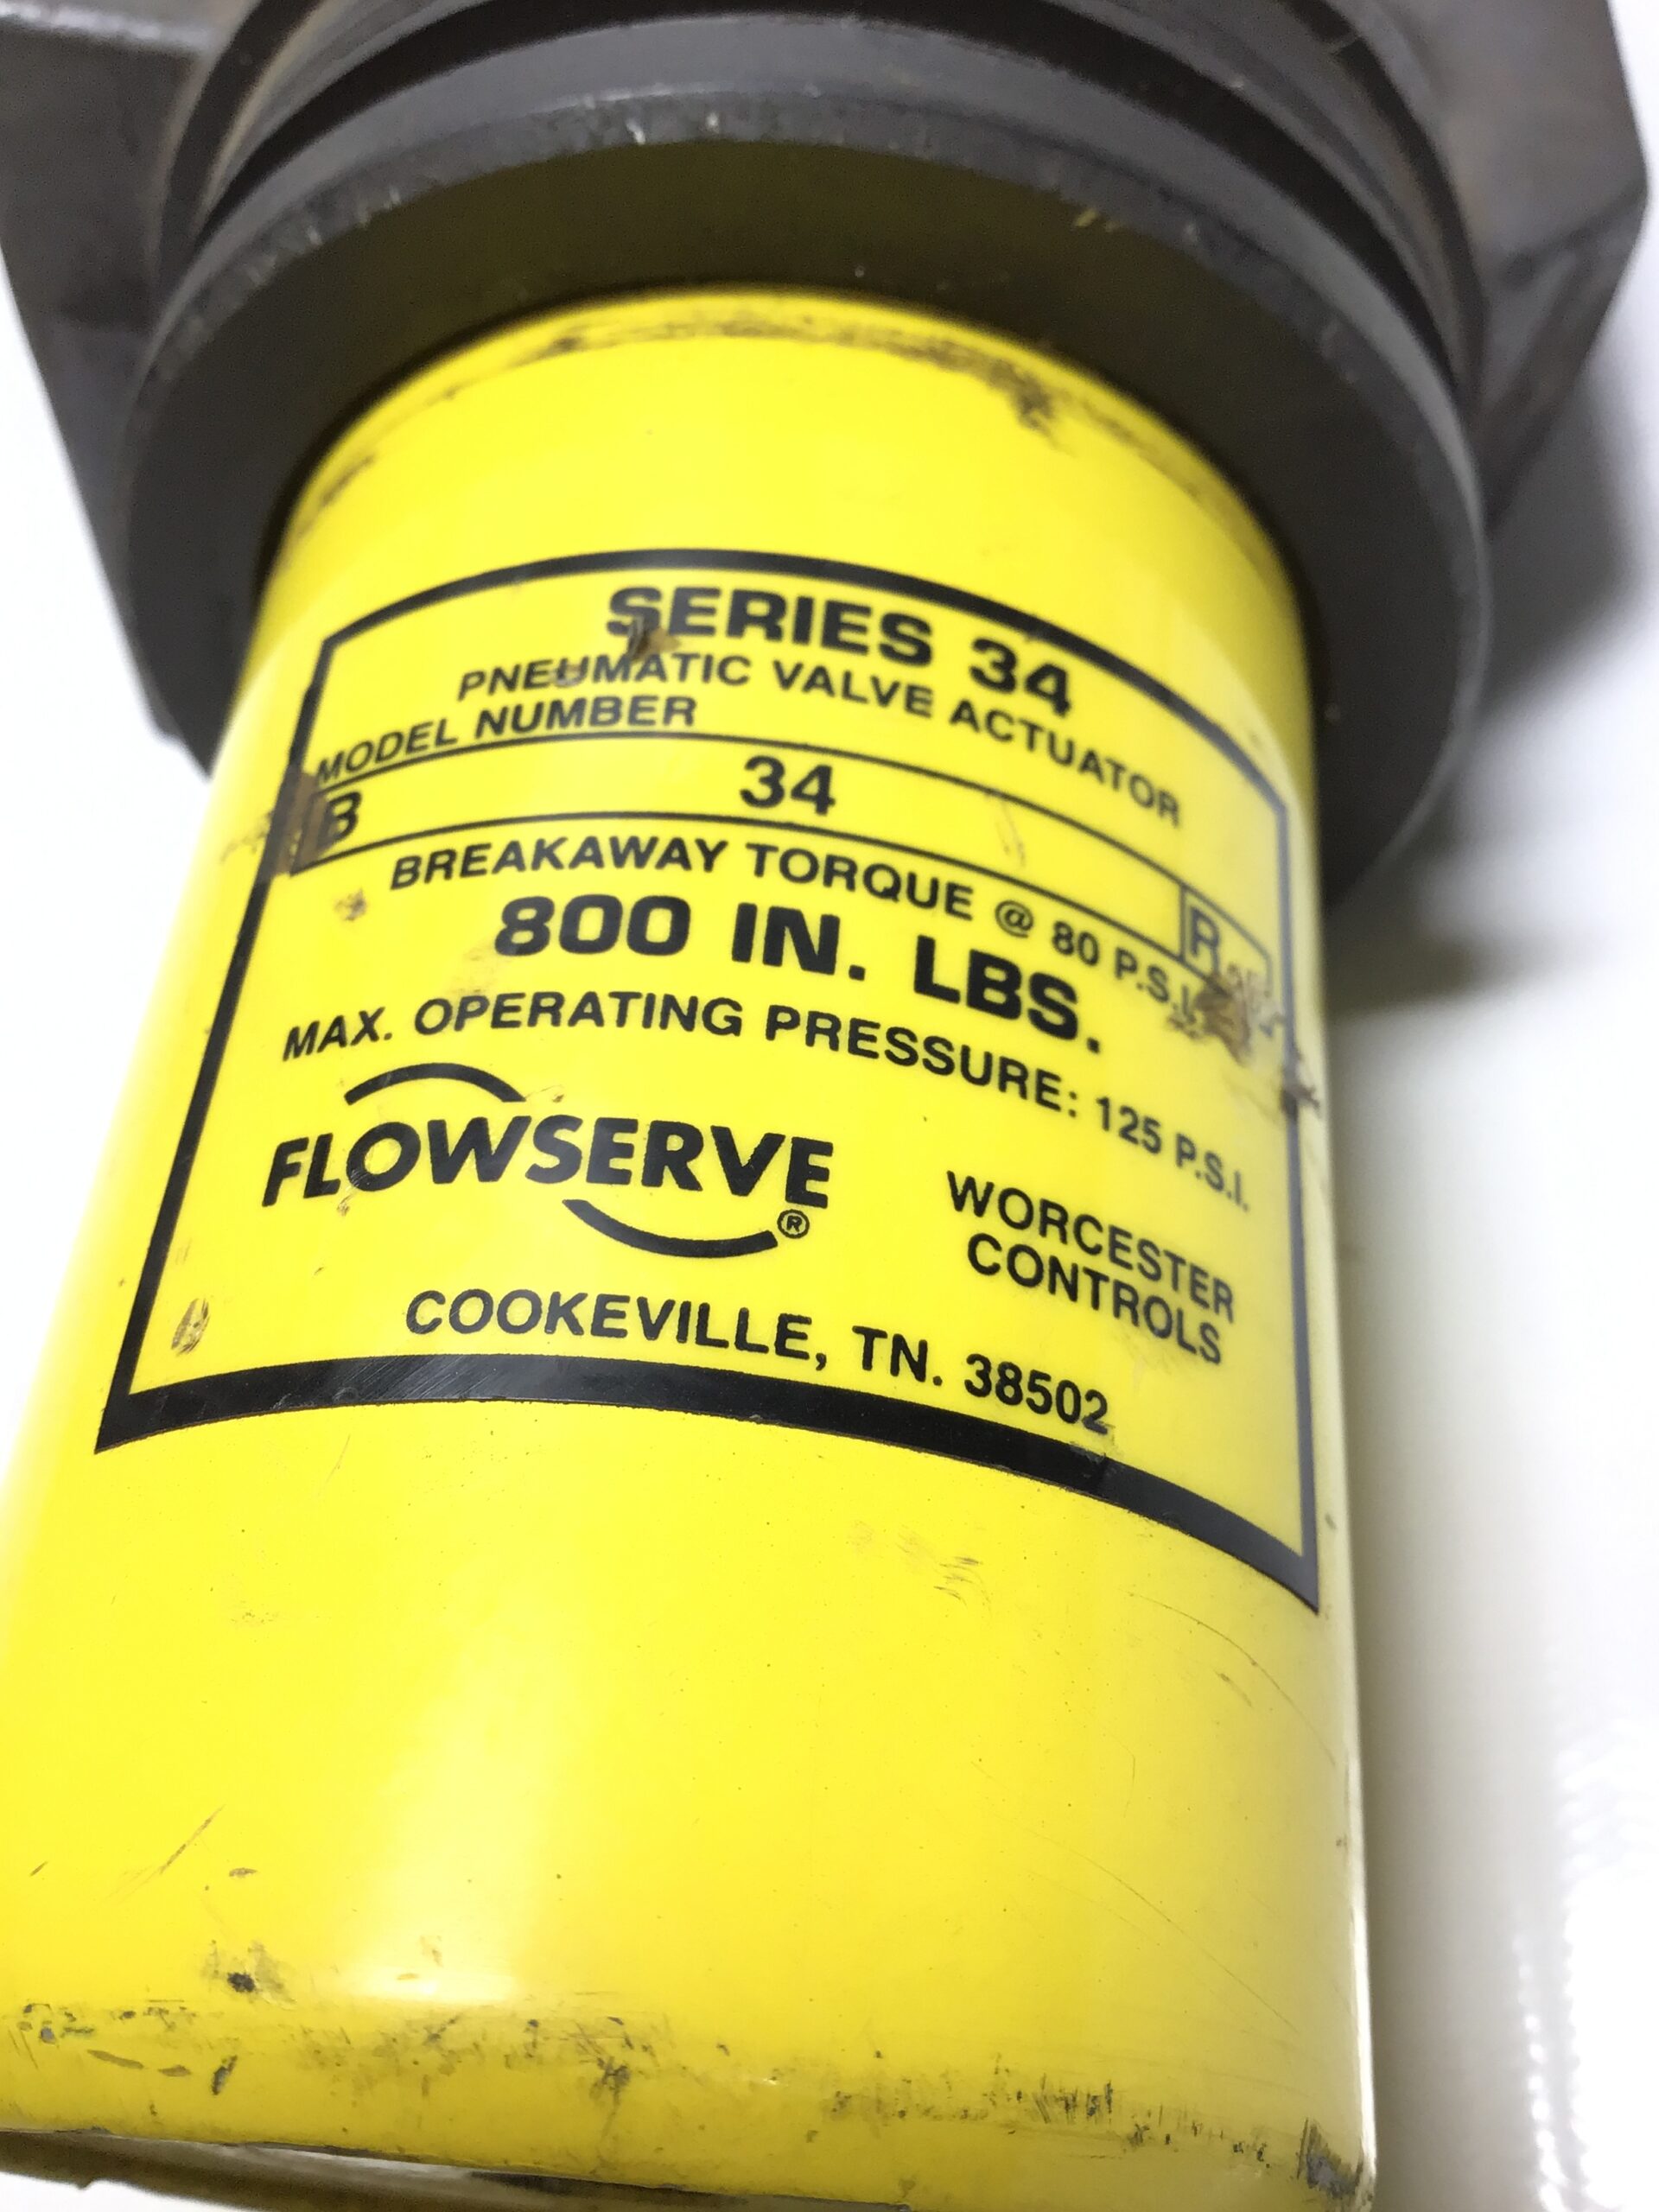 SERIES 34
PNEUMATIC VALVE ACTUATOR
MODEL NUMBER
B 34 R
BREAKAWAY TORQUE @ 80 P.S.I.
800 IN. LBS.
MAX. OPERATING PRESSURE: 125 P.S.I.
FLOWSERVE®
WORCESTER
CONTROLS
COOKEVILLE, TN. 38502